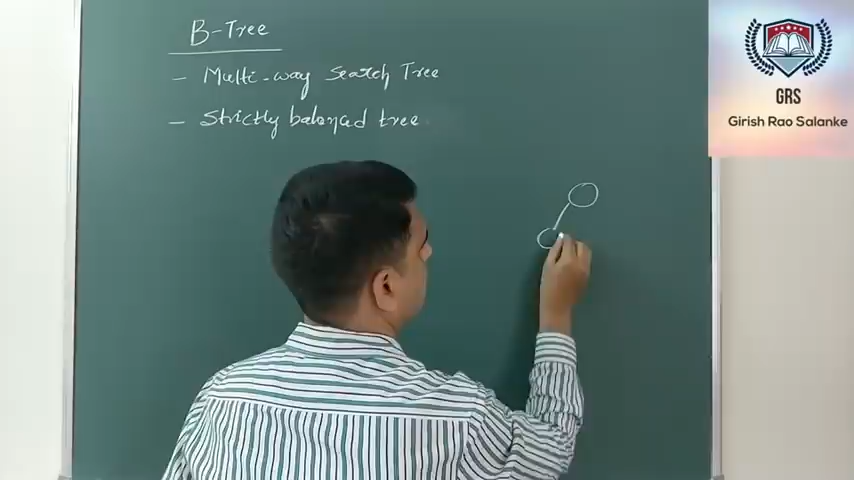 B-Tree
- Multi-way Search Tree
- Strictly balanced tree
GRS
Girish Rao Salanke